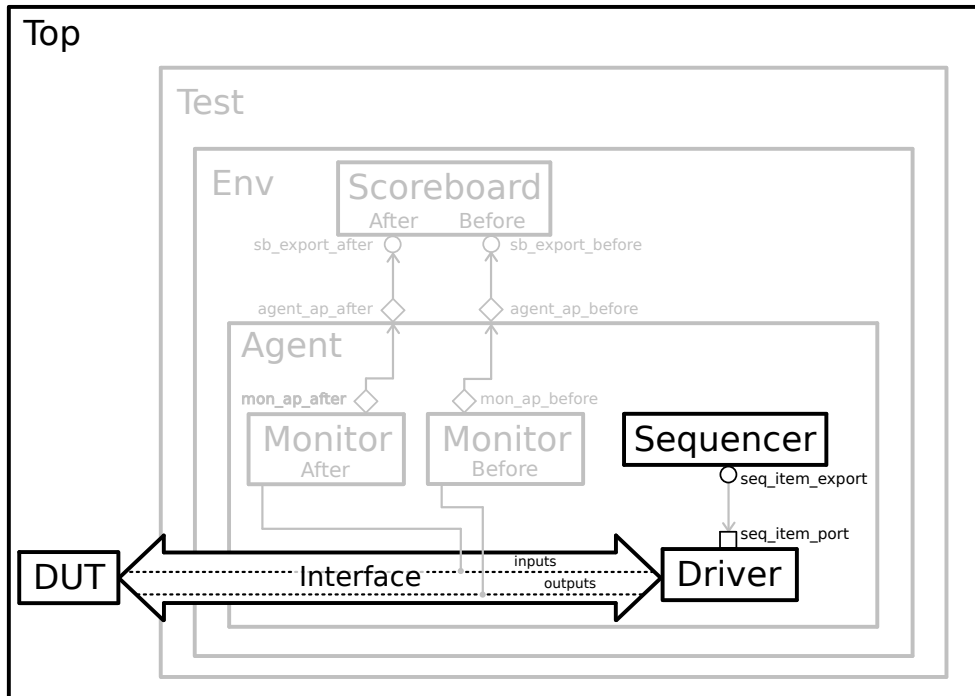 Top
Test
Env
Scoreboard
After Before
sb_export_after sb_export_before
agent_ap_after agent_ap_before
Agent
mon_ap_after mon_ap_before
Monitor
After
Monitor
Before
Sequencer
seq_item_export
seq_item_port
DUT
Interface
inputs
outputs
Driver